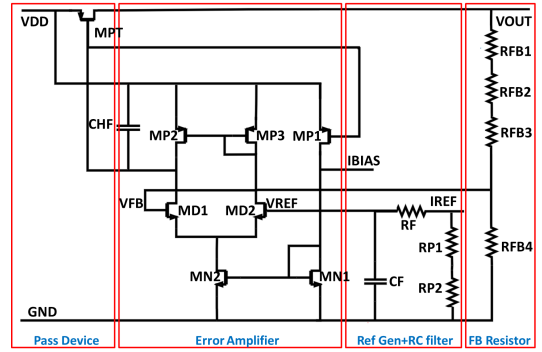 VDD
MPT
VOUT
RFB1
RFB2
RFB3
CHF
MP2
MP3
MP1
IBIAS
VFB
MD1
MD2
VREF
IREF
RF
RP1
RFB4
MN2
MN1
CF
RP2
GND
Pass Device
Error Amplifier
Ref Gen+RC filter
FB Resistor